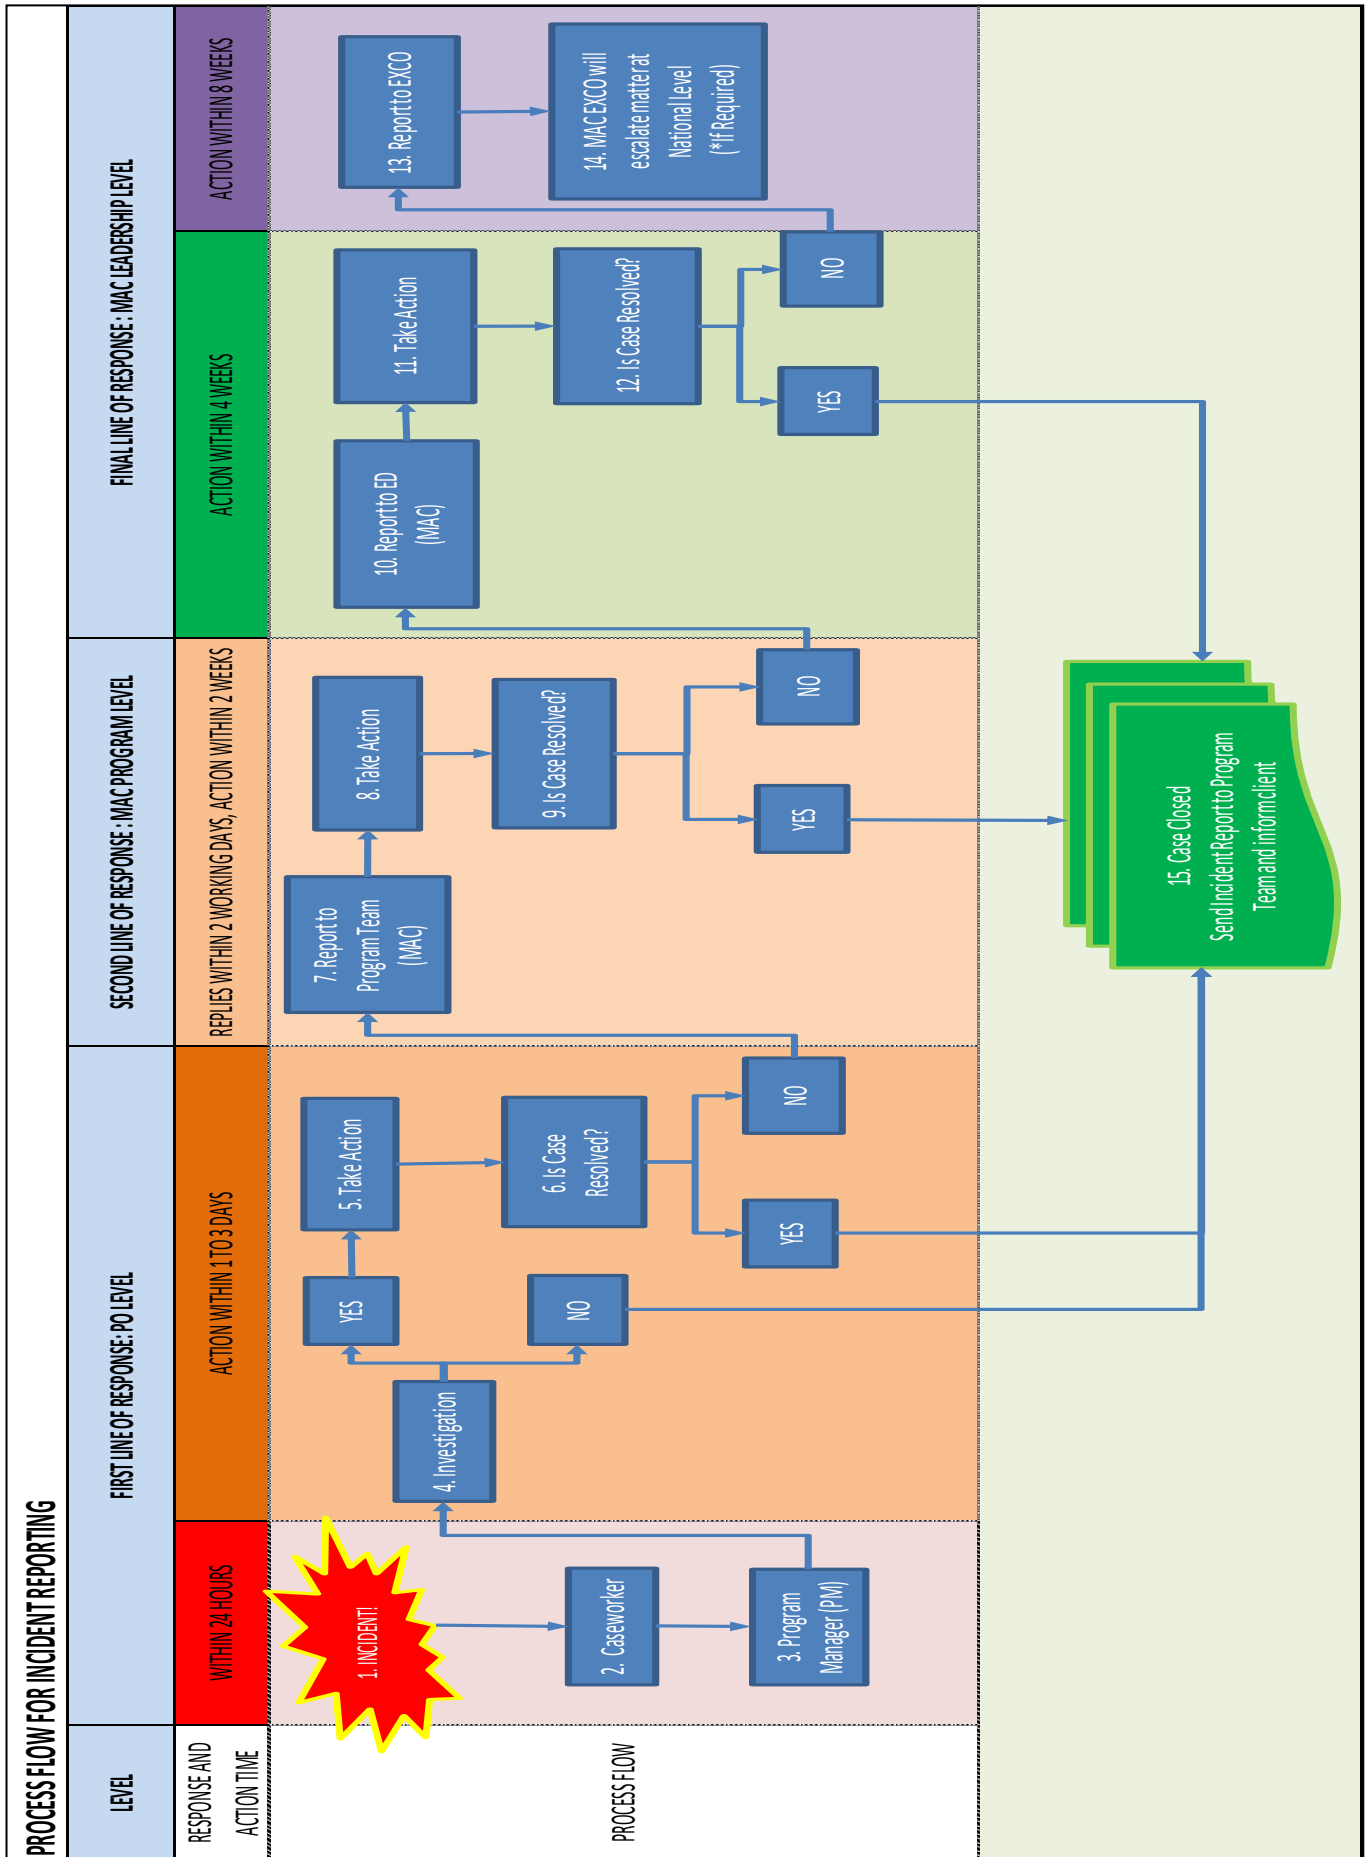 PROCESS FLOW FOR INCIDENT REPORTING
LEVEL
FIRST LINE OF RESPONSE: PO LEVEL
SECOND LINE OF RESPONSE : MAC PROGRAM LEVEL
FINAL LINE OF RESPONSE : MAC LEADERSHIP LEVEL
RESPONSE AND
ACTION TIME
WITHIN 24 HOURS
ACTION WITHIN 1 TO 3 DAYS
REPLIES WITHIN 2 WORKING DAYS, ACTION WITHIN 2 WEEKS
ACTION WITHIN 4 WEEKS
ACTION WITHIN 8 WEEKS
PROCESS FLOW
1. INCIDENT!
2. Caseworker
3. Program
Manager (PM)
4. Investigation
YES
NO
5. Take Action
6. Is Case
Resolved?
YES
NO
7. Report to
Program Team
(MAC)
8. Take Action
9. Is Case Resolved?
YES
NO
10. Report to ED
(MAC)
11. Take Action
12. Is Case Resolved?
YES
NO
13. Report to EXCO
14. MAC EXCO will
escalate matter at
National Level
(*If Required)
15. Case Closed
Send Incident Report to Program
Team and inform client